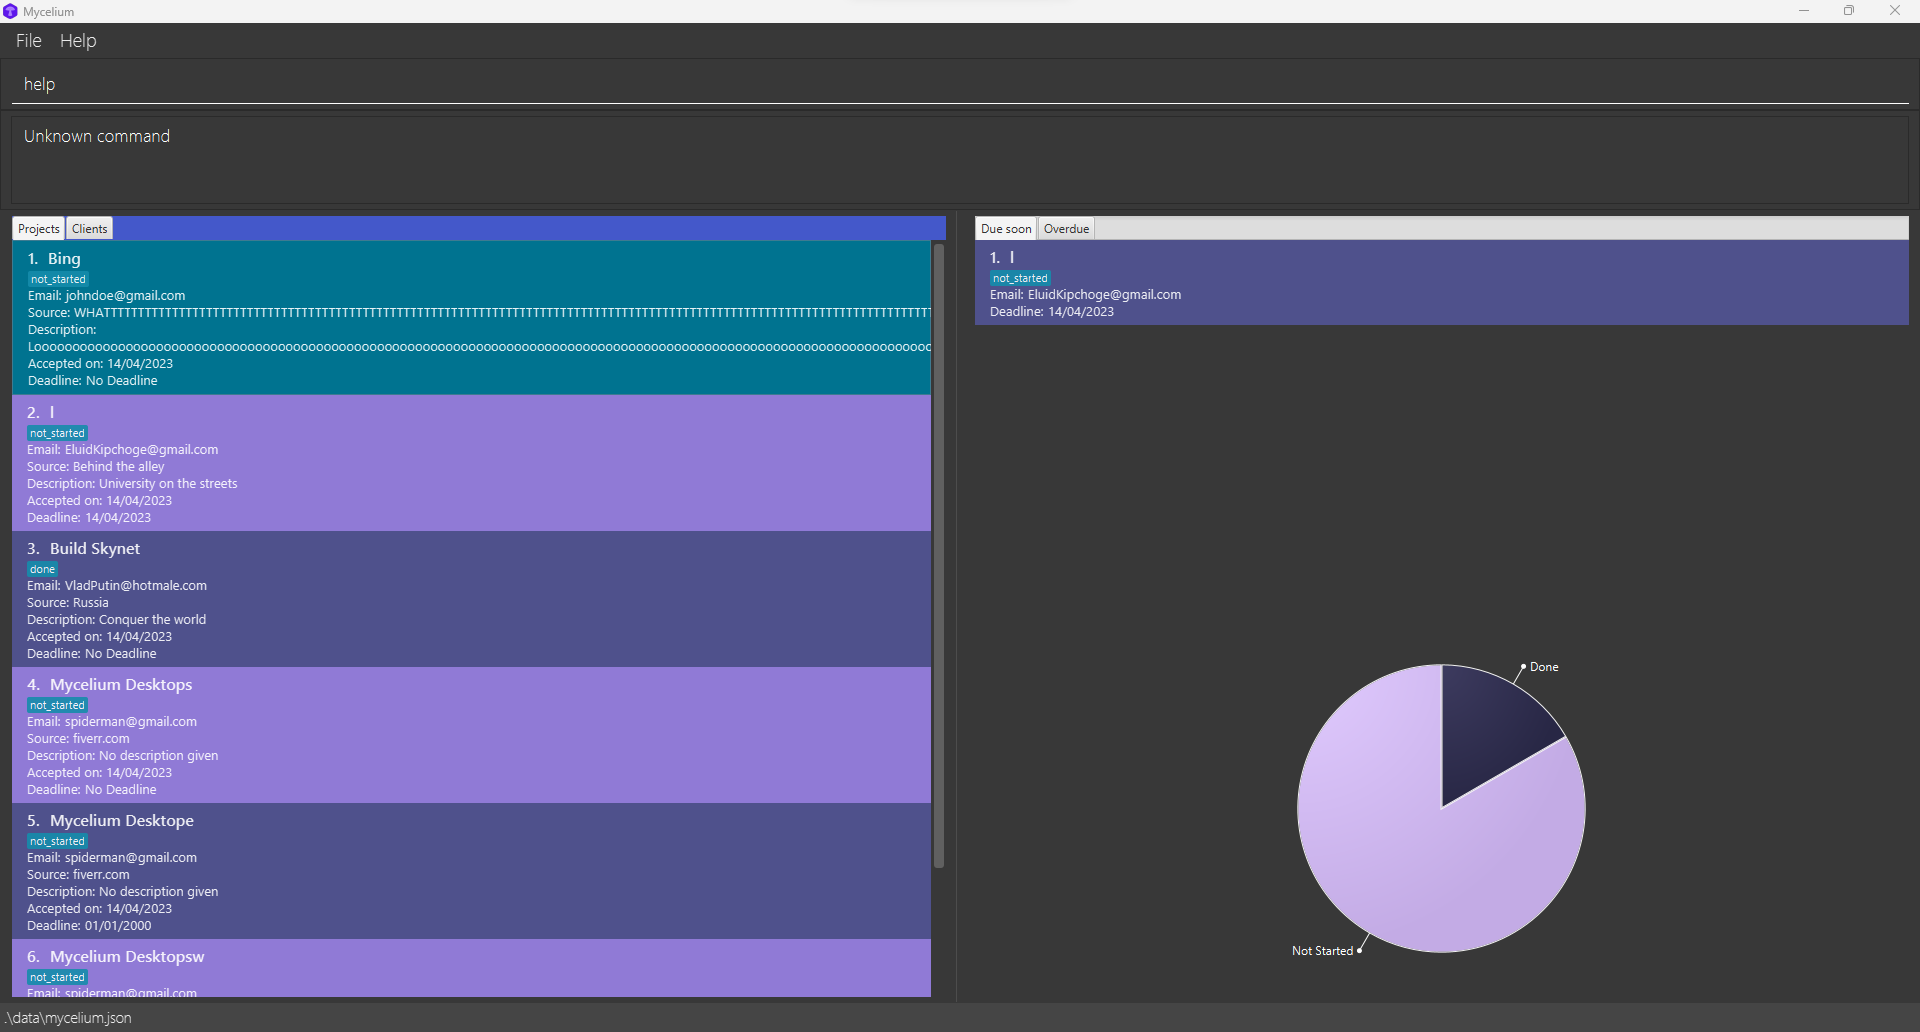 Mycelium
File Help
help
Unknown command
Projects Clients
1. Bing
not_started
Email: johndoe@gmail.com
Source:
Description:
Accepted on: 14/04/2023
Deadline: No Deadline
2. I
not_started
Email: EluidKipchoge@gmail.com
Source: Behind the alley
Description: University on the streets
Accepted on: 14/04/2023
Deadline: 14/04/2023
3. Build Skynet
done
Email: VladPutin@hotmale.com
Source: Russia
Description: Conquer the world
Accepted on: 14/04/2023
Deadline: No Deadline
4. Mycelium Desktops
not_started
Email: spiderman@gmail.com
Source: fiverr.com
Description: No description given
Accepted on: 14/04/2023
Deadline: No Deadline
5. Mycelium Desktope
not_started
Email: spiderman@gmail.com
Source: fiverr.com
Description: No description given
Accepted on: 14/04/2023
Deadline: 01/01/2000
6. Mycelium Desktopsw
not_started
Email: spiderman@gmail.com
Due soon Overdue
1. I
not_started
Email: EluidKipchoge@gmail.com
Deadline: 14/04/2023
Done
Not Started
.\data\mycelium.json